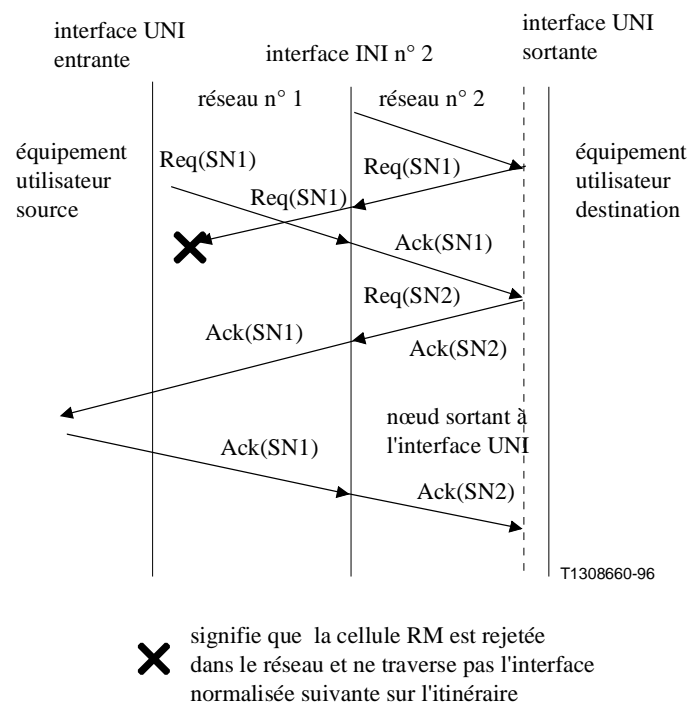 interface UNI
entrante
interface INI n° 2
interface UNI
sortante
réseau n° 1
réseau n° 2
équipement
utilisateur
source
Req(SN1)
Req(SN1)
équipement
utilisateur
destination
Req(SN1)
Ack(SN1)
Req(SN2)
Ack(SN1)
Ack(SN2)
nœud sortant à
l'interface UNI
Ack(SN1)
Ack(SN2)
T1308660-96
signifie que la cellule RM est rejetée
dans le réseau et ne traverse pas l'interface
normalisée suivante sur l'itinéraire